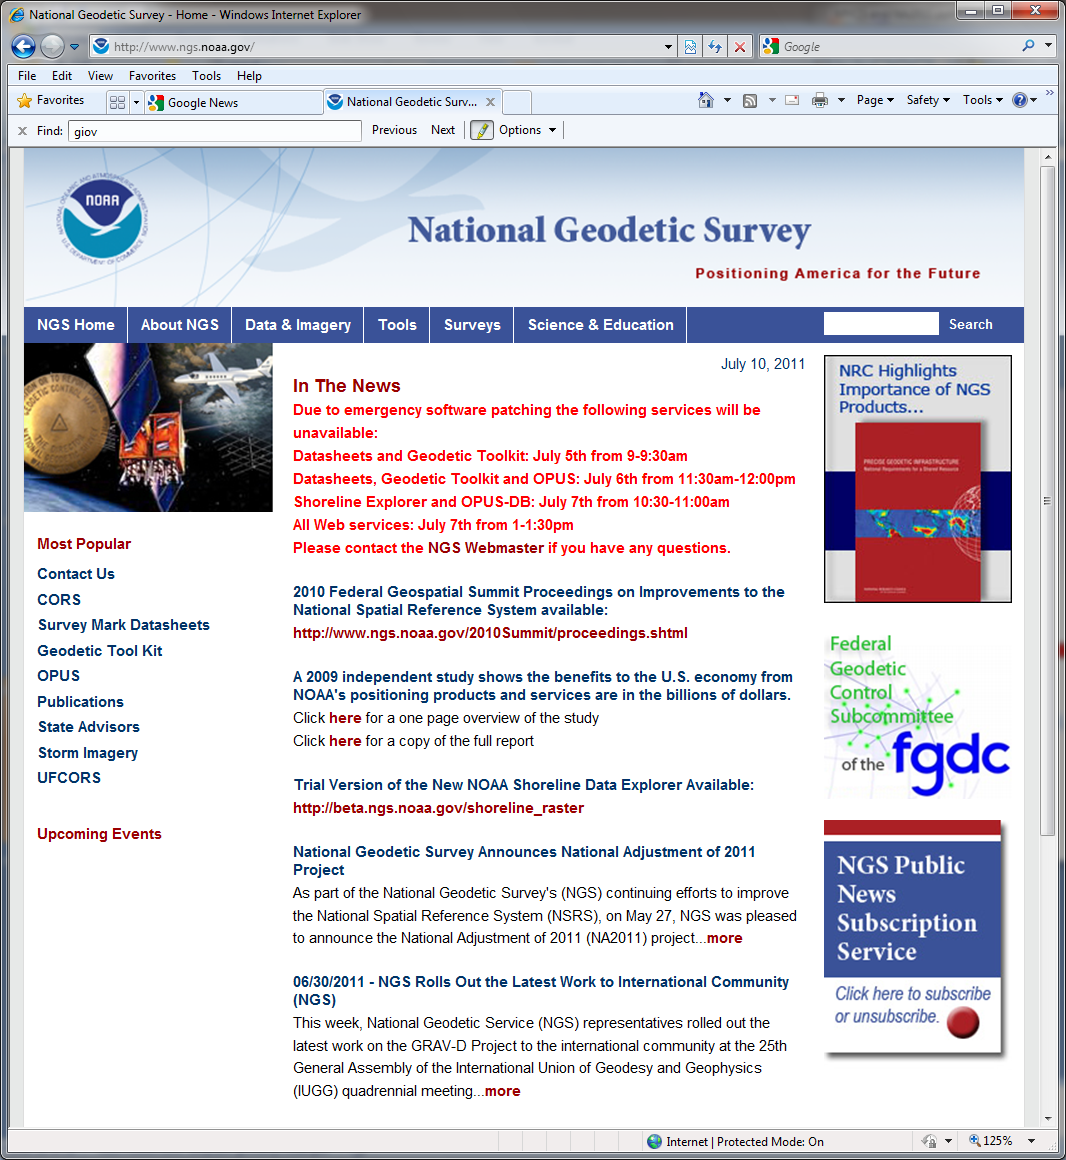 National Geodetic Survey - Home - Windows Internet Explorer
http://www.ngs.noaa.gov/
Google
File Edit View Favorites Tools Help
Favorites
Google News
National Geodetic Surv...
Page Safety Tools
Find: giov Previous Next Options
NOAA
NATIONAL OCEANIC AND ATMOSPHERIC ADMINISTRATION
U.S. DEPARTMENT OF COMMERCE
National Geodetic Survey
Positioning America for the Future
NGS Home About NGS Data & Imagery Tools Surveys Science & Education Search
July 10, 2011
In The News
Due to emergency software patching the following services will be
unavailable:
Datasheets and Geodetic Toolkit: July 5th from 9-9:30am
Datasheets, Geodetic Toolkit and OPUS: July 6th from 11:30am-12:00pm
Shoreline Explorer and OPUS-DB: July 7th from 10:30-11:00am
All Web services: July 7th from 1-1:30pm
Please contact the NGS Webmaster if you have any questions.
2010 Federal Geospatial Summit Proceedings on Improvements to the
National Spatial Reference System available:
http://www.ngs.noaa.gov/2010Summit/proceedings.shtml
A 2009 independent study shows the benefits to the U.S. economy from
NOAA's positioning products and services are in the billions of dollars.
Click here for a one page overview of the study
Click here for a copy of the full report
Trial Version of the New NOAA Shoreline Data Explorer Available:
http://beta.ngs.noaa.gov/shoreline_raster
National Geodetic Survey Announces National Adjustment of 2011
Project
As part of the National Geodetic Survey's (NGS) continuing efforts to improve
the National Spatial Reference System (NSRS), on May 27, NGS was pleased
to announce the National Adjustment of 2011 (NA2011) project...more
06/30/2011 - NGS Rolls Out the Latest Work to International Community
(NGS)
This week, National Geodetic Service (NGS) representatives rolled out the
latest work on the GRAV-D Project to the international community at the 25th
General Assembly of the International Union of Geodesy and Geophysics
(IUGG) quadrennial meeting...more
Most Popular
Contact Us
CORS
Survey Mark Datasheets
Geodetic Tool Kit
OPUS
Publications
State Advisors
Storm Imagery
UFCORS
Upcoming Events
NRC Highlights
Importance of NGS
Products...
PRECISE GEODETIC INFRASTRUCTURE
National Requirements for a Shared Resource
Federal
Geodetic
Control
Subcommittee
of the fgdc
NGS Public
News
Subscription
Service
Click here to subscribe
or unsubscribe.
Internet | Protected Mode: On
125%